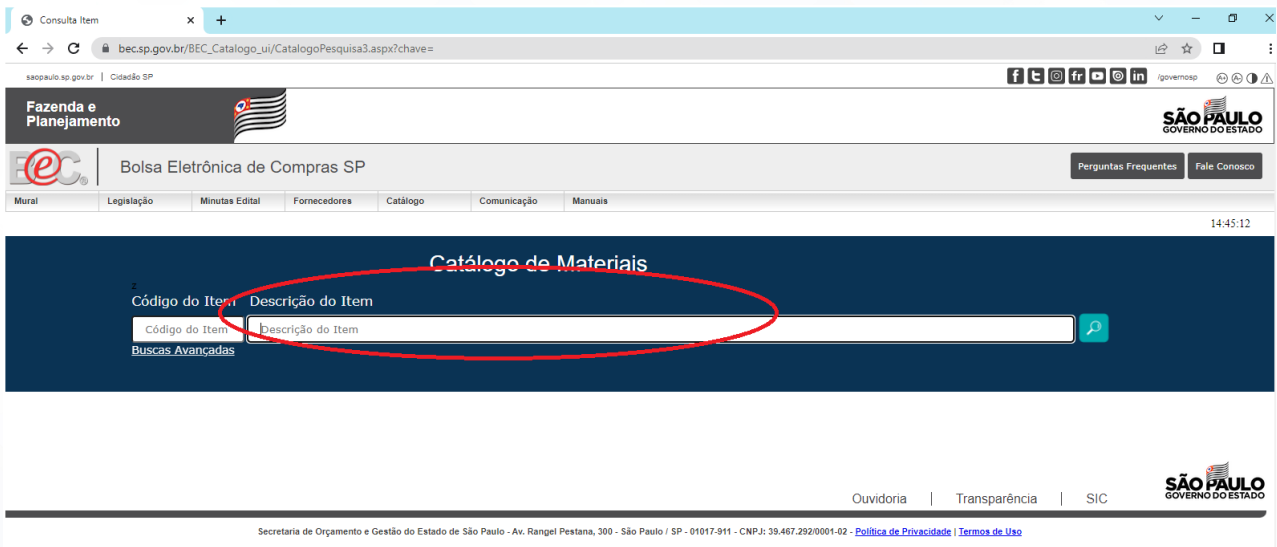 Consulta Item
bec.sp.gov.br/BEC_Catalogo_ui/CatalogoPesquisa3.aspx?chave=
saopaulo.sp.gov.br | Cidadão SP
/governosp
Fazenda e
Planejamento
SÃO PAULO
GOVERNO DO ESTADO
BEC
Bolsa Eletrônica de Compras SP
Perguntas Frequentes Fale Conosco
Mural Legislação Minutas Edital Fornecedores Catálogo Comunicação Manuais
14:45:12
Catálogo de Materiais
z
Código do Item Descrição do Item
Código do Item Descrição do Item
Buscas Avançadas
SÃO PAULO
GOVERNO DO ESTADO
Ouvidoria | Transparência | SIC
Secretaria de Orçamento e Gestão do Estado de São Paulo - Av. Rangel Pestana, 300 - São Paulo / SP - 01017-911 - CNPJ: 39.467.292/0001-02 - Política de Privacidade | Termos de Uso